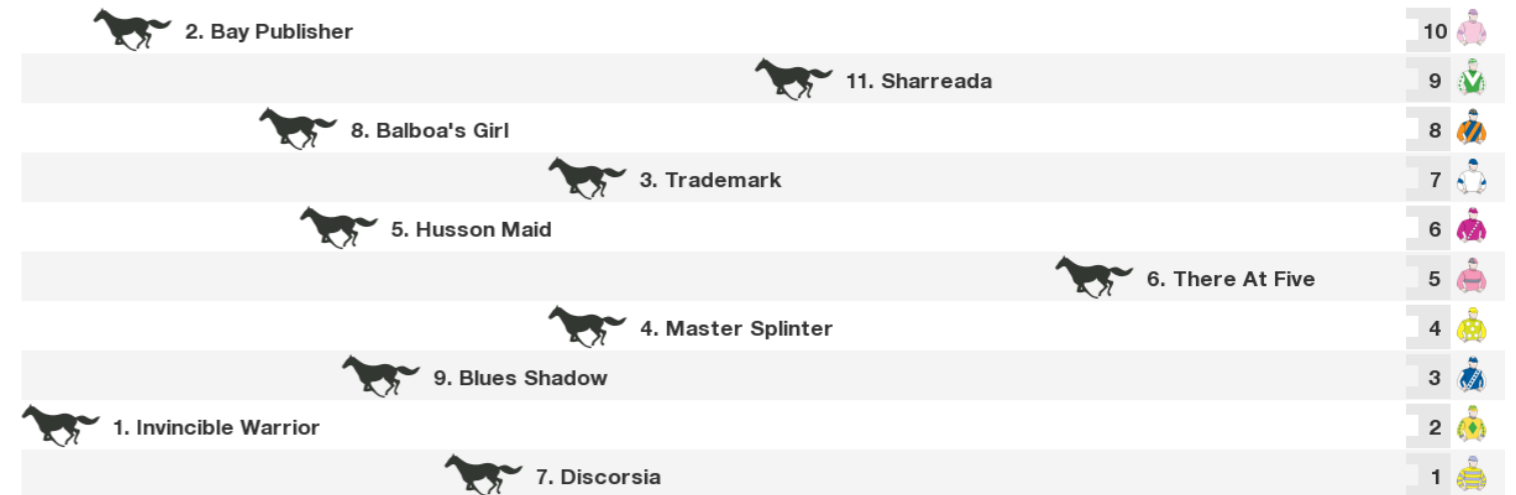 2. Bay Publisher 10
11. Sharreada 9
8. Balboa's Girl 8
3. Trademark 7
5. Husson Maid 6
6. There At Five 5
4. Master Splinter 4
9. Blues Shadow 3
1. Invincible Warrior 2
7. Discorsia 1